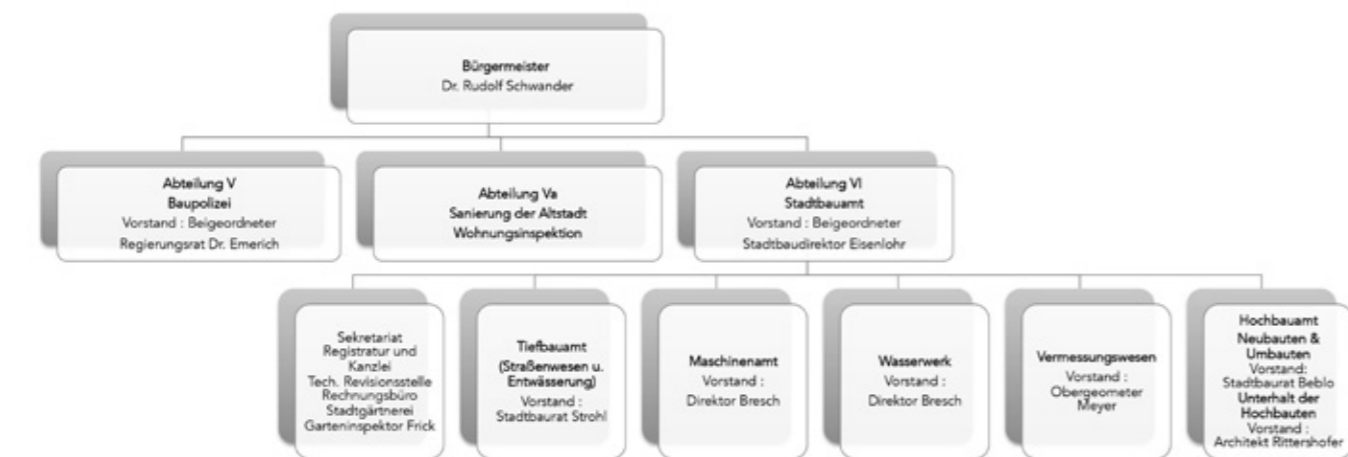 Bürgermeister
Dr. Rudolf Schwander
Abteilung V
Baupolizei
Vorstand : Beigeordneter
Regierungsrat Dr. Emerich
Abteilung Va
Sanierung der Altstadt
Wohnungsinspektion
Abteilung VI
Stadtbauamt
Vorstand : Beigeordneter
Stadtbaudirektor Eisenlohr
Sekretariat
Registratur und
Kanzlei
Tech. Revisionsstelle
Rechnungsbüro
Stadtgärtnerei
Garteninspektor Frick
Tiefbauamt
(Straßenwesen u.
Entwässerung)
Vorstand :
Stadtbaurat Strohl
Maschinenamt
Vorstand :
Direktor Bresch
Wasserwerk
Vorstand :
Direktor Bresch
Vermessungswesen
Vorstand :
Obergeometer
Meyer
Hochbauamt
Neubauten &
Umbauten
Vorstand:
Stadtbaurat Beblo
Unterhalt der
Hochbauten
Vorstand :
Architekt Rittershofer